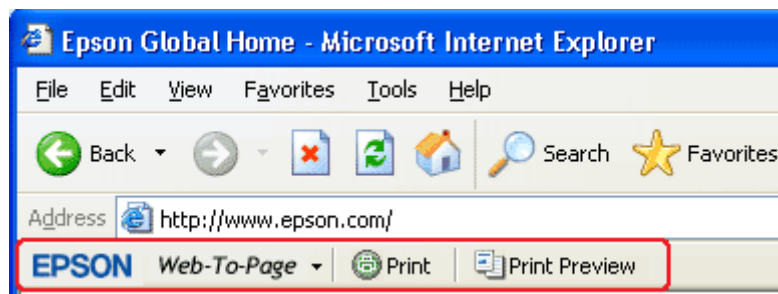 Epson Global Home - Microsoft Internet Explorer
File Edit View Favorites Tools Help
Back Search Favorites
Address http://www.epson.com/
EPSON Web-To-Page Print Print Preview